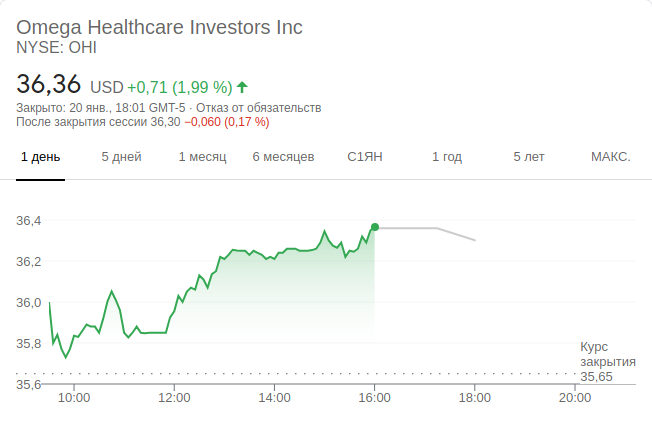 Omega Healthcare Investors Inc
NYSE: OHI
36,36 USD +0,71 (1,99 %)
Закрыто: 20 янв., 18:01 GMT-5 · Отказ от обязательств
После закрытия сессии 36,30 −0,060 (0,17 %)
1 день 5 дней 1 месяц 6 месяцев С1ЯН 1 год 5 лет МАКС.
36,4
36,2
36,0
35,8
Курс
закрытия
35,65
35,6
10:00 12:00 14:00 16:00 18:00 20:00